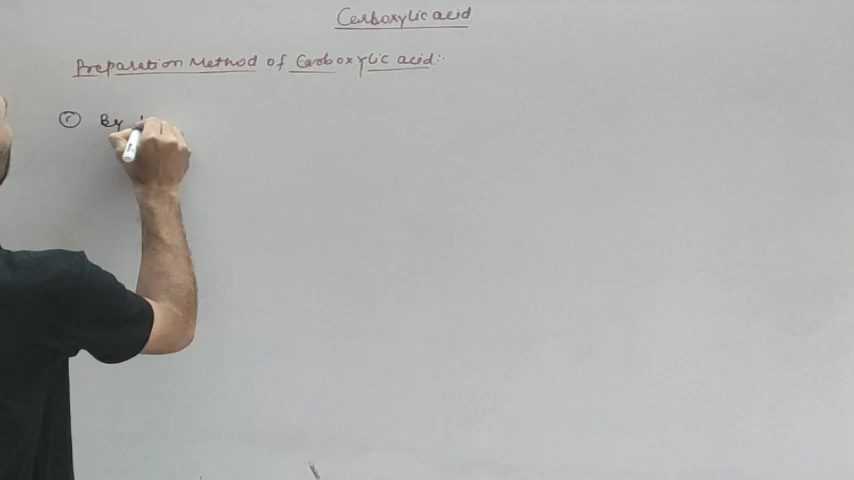 Carboxylic acid
Preparation Method of Carboxylic acid:-
① By